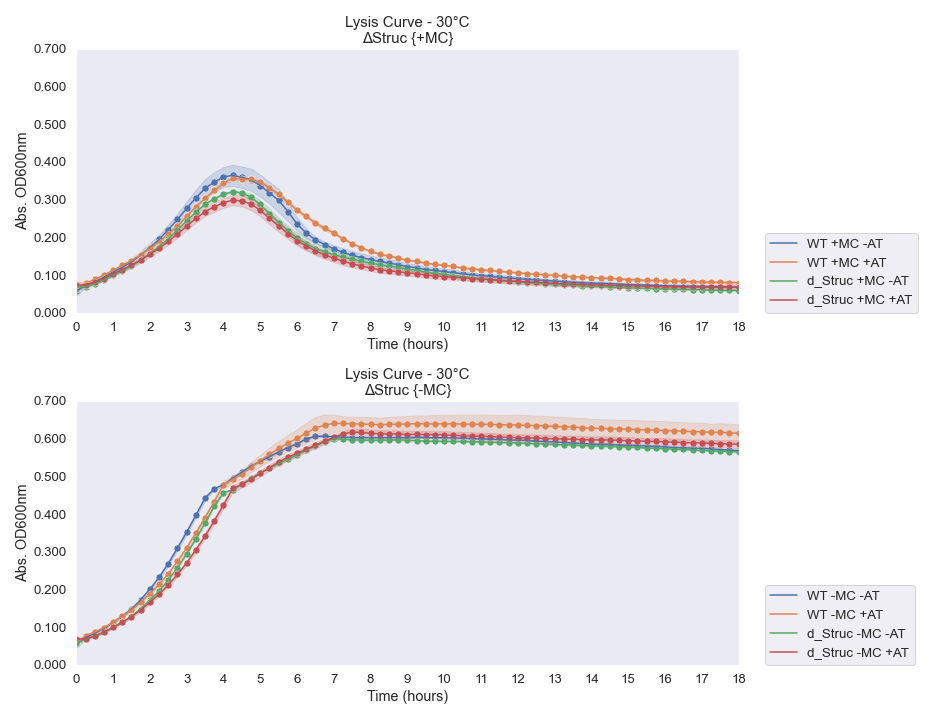 Lysis Curve - 30°C
ΔStruc {+MC}
0.700
0.600
0.500
0.400
0.300
0.200
0.100
0.000
Abs. OD600nm
0 1 2 3 4 5 6 7 8 9 10 11 12 13 14 15 16 17 18
Time (hours)
WT +MC -AT
WT +MC +AT
d_Struc +MC -AT
d_Struc +MC +AT
Lysis Curve - 30°C
ΔStruc {-MC}
0.700
0.600
0.500
0.400
0.300
0.200
0.100
0.000
Abs. OD600nm
0 1 2 3 4 5 6 7 8 9 10 11 12 13 14 15 16 17 18
Time (hours)
WT -MC -AT
WT -MC +AT
d_Struc -MC -AT
d_Struc -MC +AT